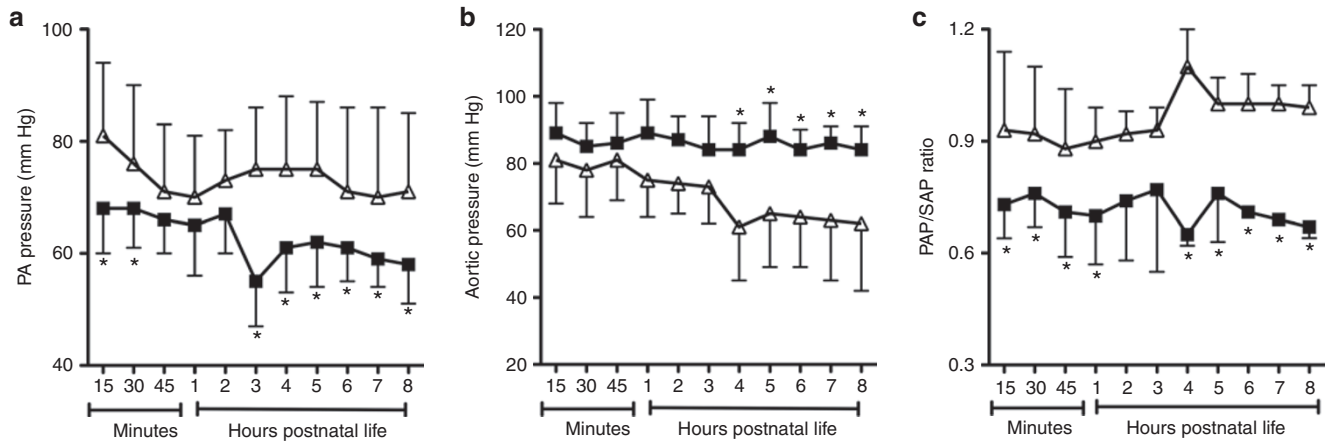 a
PA pressure (mm Hg)
100
80
60
40
15 30 45 1 2 3 4 5 6 7 8
Minutes Hours postnatal life
* * * * * * * *
b
Aortic pressure (mm Hg)
120
100
80
60
40
20
15 30 45 1 2 3 4 5 6 7 8
Minutes Hours postnatal life
* * * * *
c
PAP/SAP ratio
1.2
0.9
0.6
0.3
15 30 45 1 2 3 4 5 6 7 8
Minutes Hours postnatal life
* * * * * * * * *